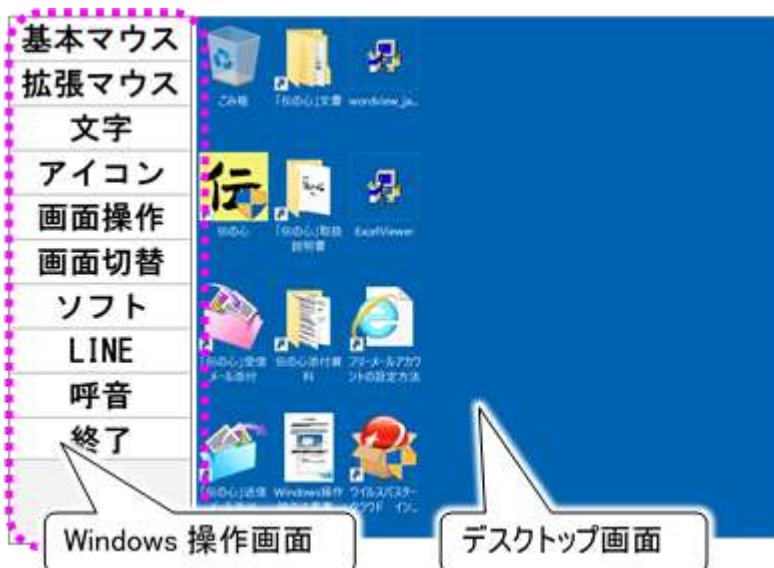 基本マウス
拡張マウス
文字
アイコン
画面操作
画面切替
ソフト
LINE
呼音
終了
ごみ箱
「伝の心」文書
wordview_ja...
伝
伝の心
「伝の心」取扱
説明書
ExcelViewer
「伝の心」受信
メール添付
伝の心添付資
料
フリーメールアカウ
ントの設定方法
「伝の心」送信
Windows操作
ウイルスバスター
クラウド イン...
Windows 操作画面
デスクトップ画面